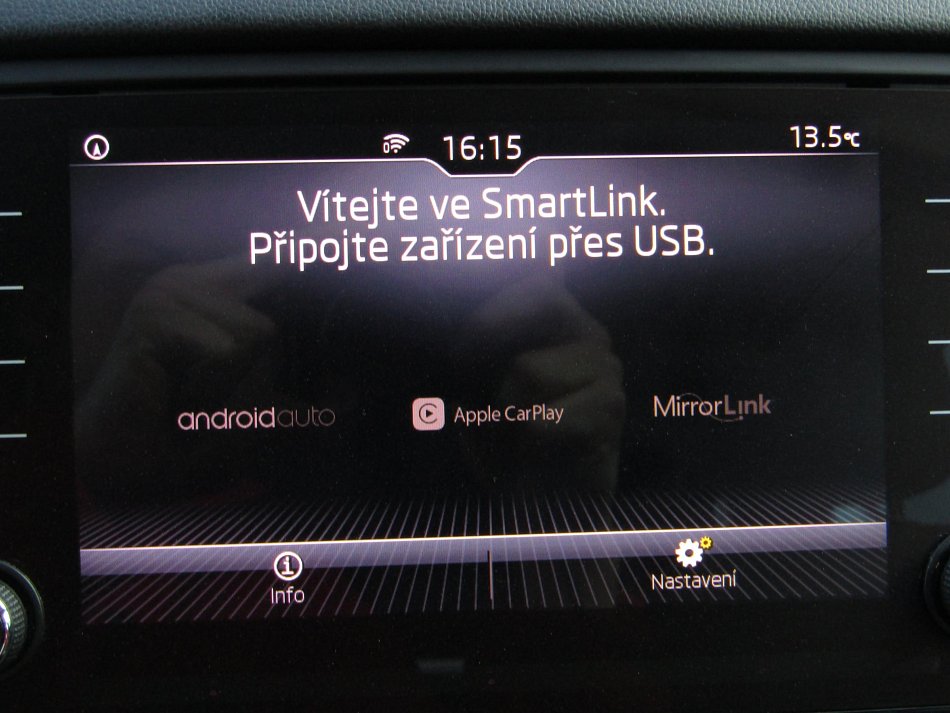 16:15
13.5°C
Vítejte ve SmartLink.
Připojte zařízení přes USB.
androidauto
Apple CarPlay
MirrorLink
Info
Nastavení